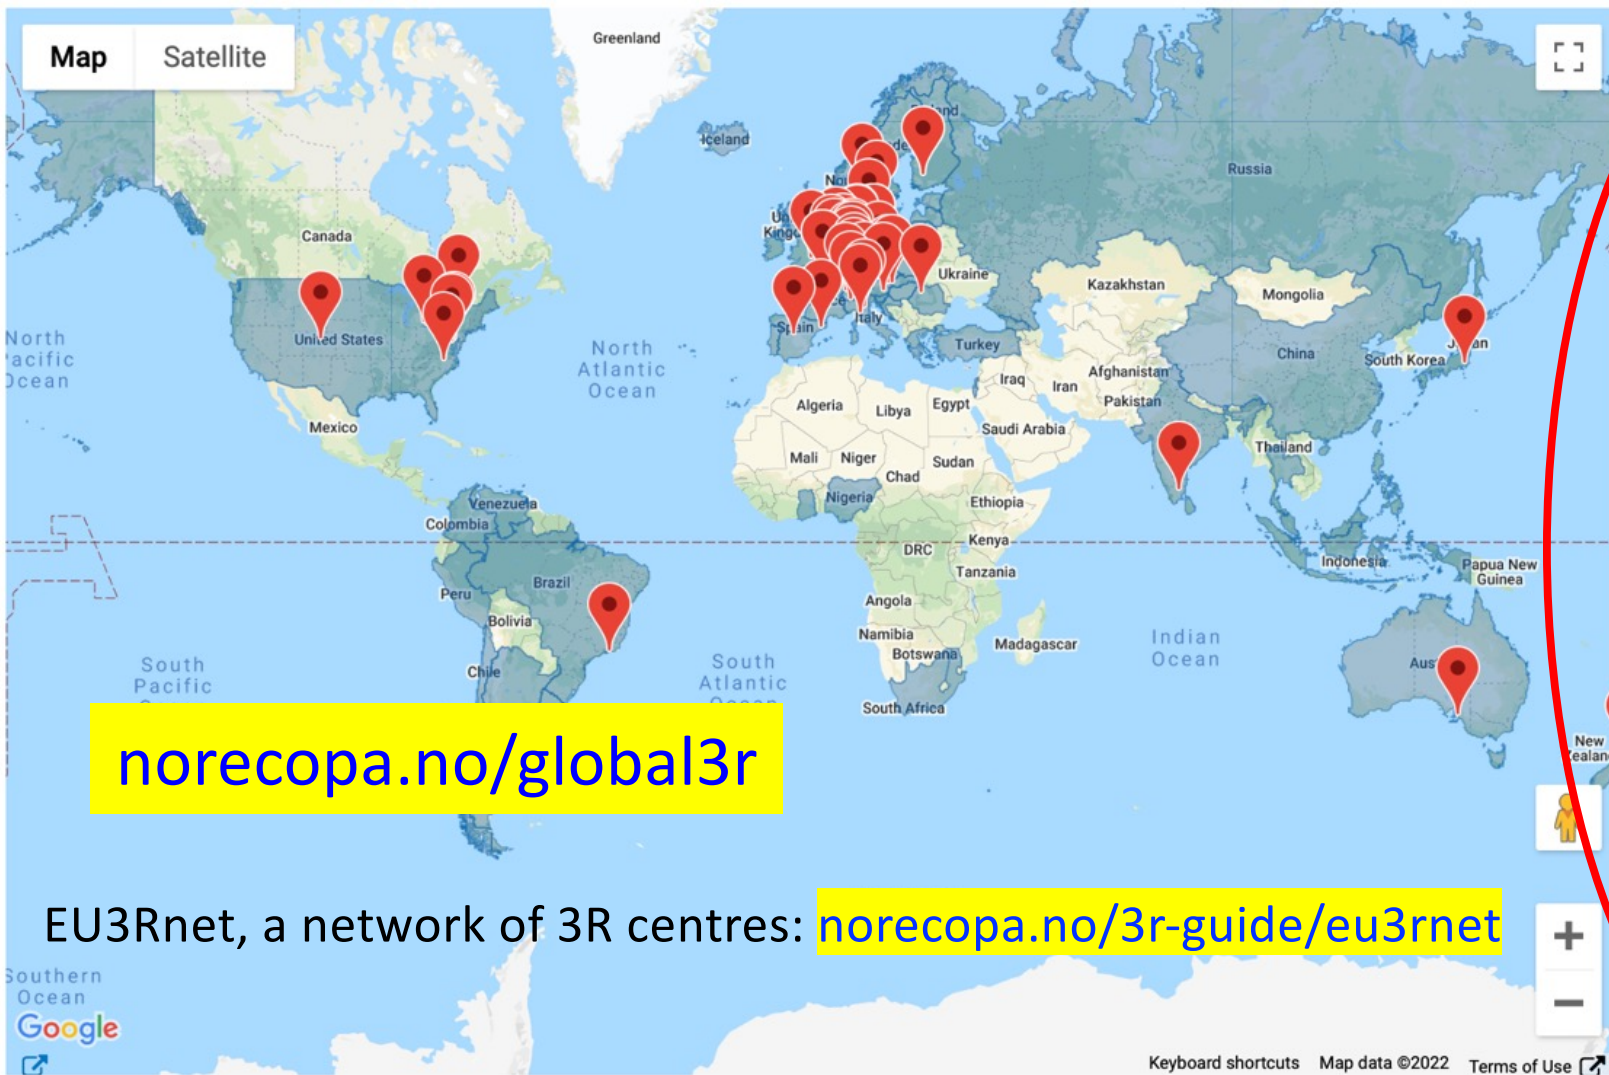 Map Satellite
Greenland
Iceland
Russia
Canada
Ukraine
Kazakhstan
Mongolia
North
United States
North
Atlantic
Ocean
Spain
Italy
Turkey
China
South Korea
Iraq
Iran
Afghanistan
Pakistan
Algeria
Libya
Egypt
Saudi Arabia
Mexico
Mali
Niger
Chad
Sudan
Thailand
Venezuela
Nigeria
Ethiopia
Colombia
DRC
Kenya
Indonesia
Papua New
Guinea
Brazil
Tanzania
Peru
Angola
Bolivia
Namibia
Botswana
Madagascar
Indian
Ocean
South
Pacific
Chile
South
Atlantic
Ocean
South Africa
norecopa.no/global3r
New
EU3Rnet, a network of 3R centres: norecopa.no/3r-guide/eu3rnet
Southern
Ocean
Google
Keyboard shortcuts Map data ©2022 Terms of Use